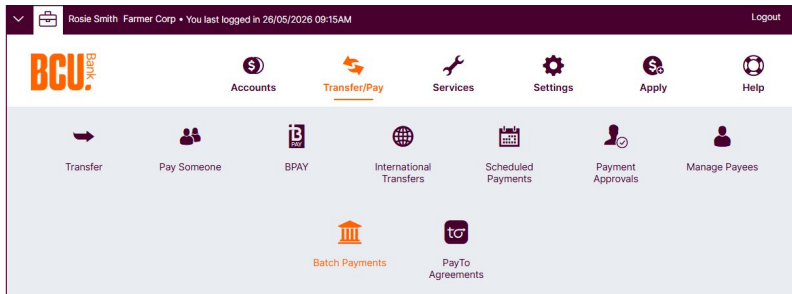 Rosie Smith Farmer Corp • You last logged in 26/05/2026 09:15AM Logout
BCU Bank.
Accounts Transfer/Pay Services Settings Apply Help
B PAY
Transfer Pay Someone BPAY International Transfers Scheduled Payments Payment Approvals Manage Payees
to
Batch Payments PayTo Agreements